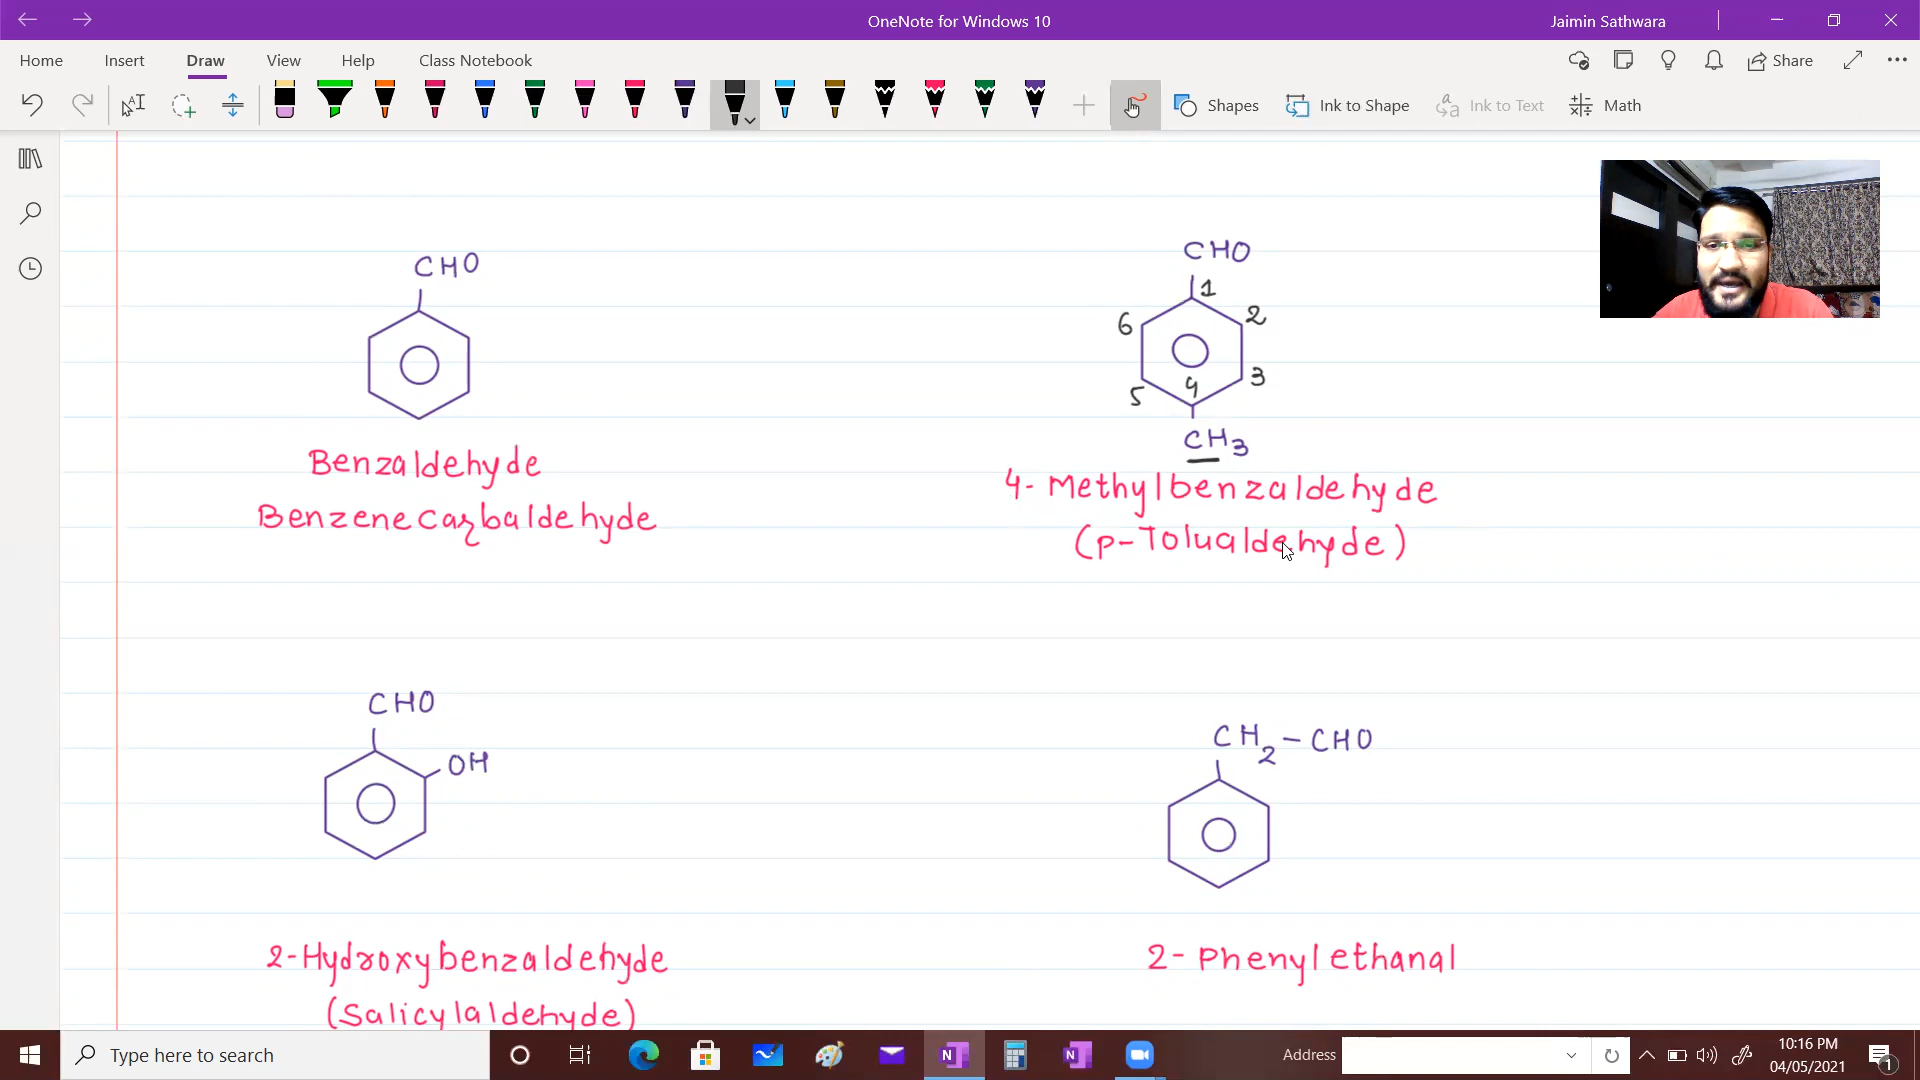 OneNote for Windows 10
Jaimin Sathwara
Home Insert Draw View Help Class Notebook
Share
Shapes Ink to Shape Ink to Text Math
CHO
Benzaldehyde
Benzenecarbaldehyde
CHO
1
2
3
4
5
6
CH3
4-Methylbenzaldehyde
(p-Tolualdehyde)
CHO
OH
2-Hydroxybenzaldehyde
(Salicylaldehyde)
CH2-CHO
2-Phenylethanal
Type here to search
Address
10:16 PM
04/05/2021
1